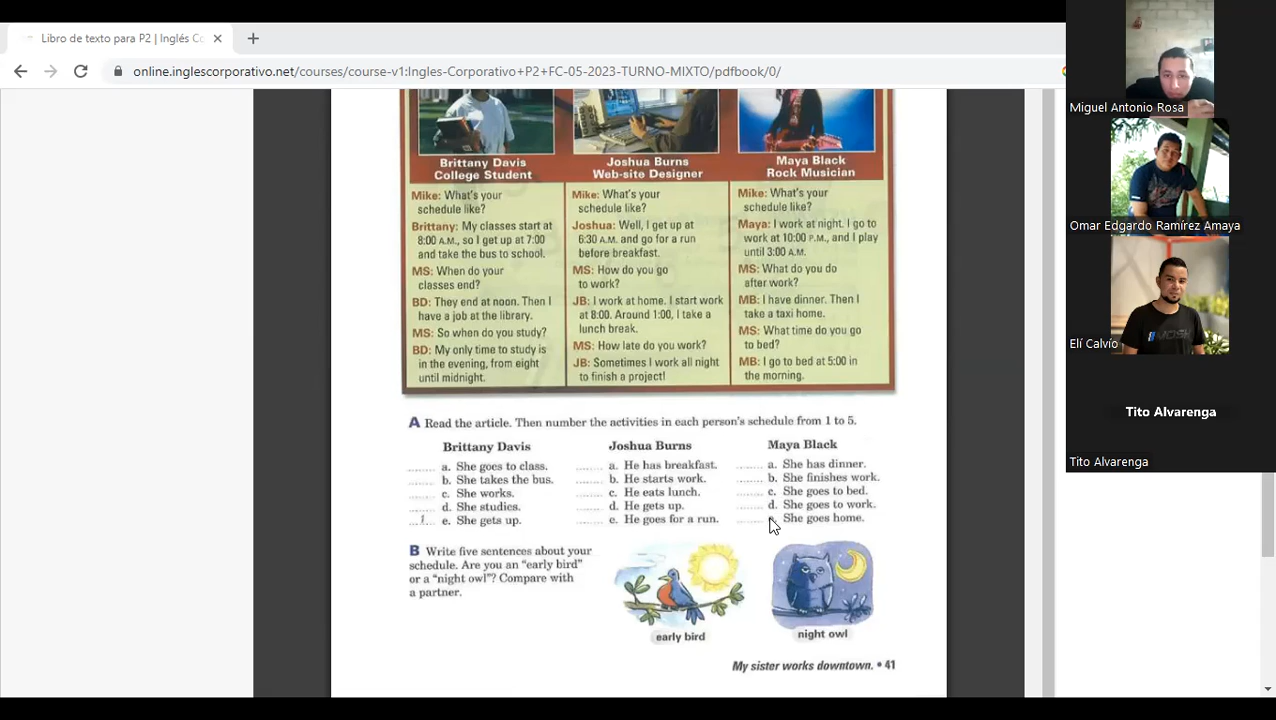 Libro de texto para P2 | Inglés Co
online.inglescorporativo.net/courses/course-v1:Ingles-Corporativo+P2+FC-05-2023-TURNO-MIXTO/pdfbook/0/
Brittany Davis
College Student
Mike: What's your
schedule like?
Brittany: My classes start at
8:00 A.M., so I get up at 7:00
and take the bus to school.
MS: When do your
classes end?
BD: They end at noon. Then I
have a job at the library.
MS: So when do you study?
BD: My only time to study is
in the evening, from eight
until midnight.
Joshua Burns
Web-site Designer
Mike: What's your
schedule like?
Joshua: Well, I get up at
6:30 A.M. and go for a run
before breakfast.
MS: How do you go
to work?
JB: I work at home. I start work
at 8:00. Around 1:00, I take a
lunch break.
MS: How late do you work?
JB: Sometimes I work all night
to finish a project!
Maya Black
Rock Musician
Mike: What's your
schedule like?
Maya: I work at night. I go to
work at 10:00 P.M., and I play
until 3:00 A.M.
MS: What do you do
after work?
MB: I have dinner. Then I
take a taxi home.
MS: What time do you go
to bed?
MB: I go to bed at 5:00 in
the morning.
A Read the article. Then number the activities in each person's schedule from 1 to 5.
Brittany Davis
a. She goes to class.
b. She takes the bus.
c. She works.
d. She studies.
1 e. She gets up.
Joshua Burns
a. He has breakfast.
b. He starts work.
c. He eats lunch.
d. He gets up.
e. He goes for a run.
Maya Black
a. She has dinner.
b. She finishes work.
c. She goes to bed.
d. She goes to work.
She goes home.
B Write five sentences about your
schedule. Are you an "early bird"
or a "night owl"? Compare with
a partner.
early bird
night owl
My sister works downtown. • 41
Miguel Antonio Rosa
Omar Edgardo Ramírez Amaya
Elí Calvío
Tito Alvarenga
Tito Alvarenga